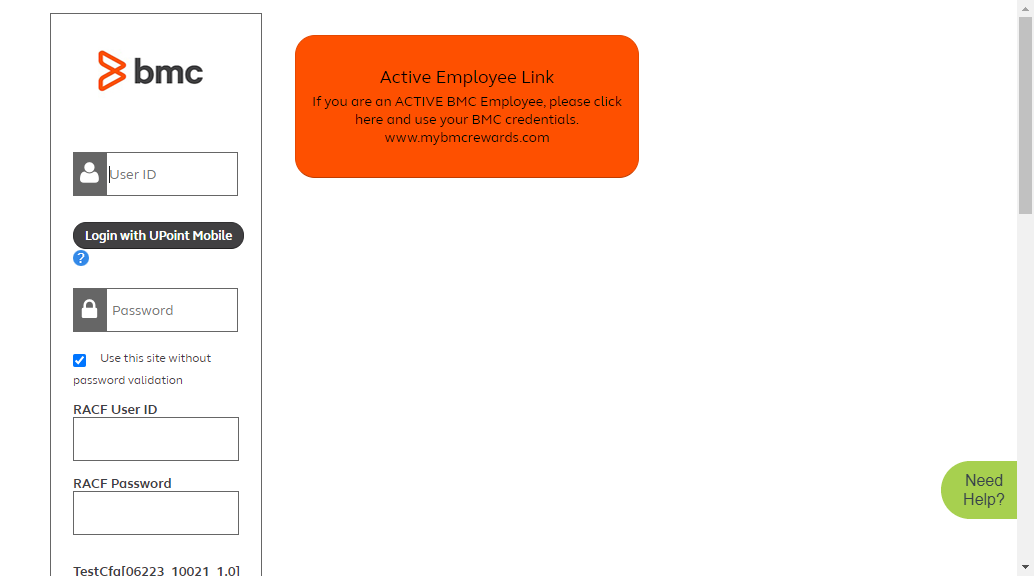 bmc
User ID
Login with UPoint Mobile
?
Password
Use this site without
password validation
RACF User ID
RACF Password
TestCfg[06223_10021_1.0]
Active Employee Link
If you are an ACTIVE BMC Employee, please click
here and use your BMC credentials.
www.mybmcrewards.com
Need
Help?